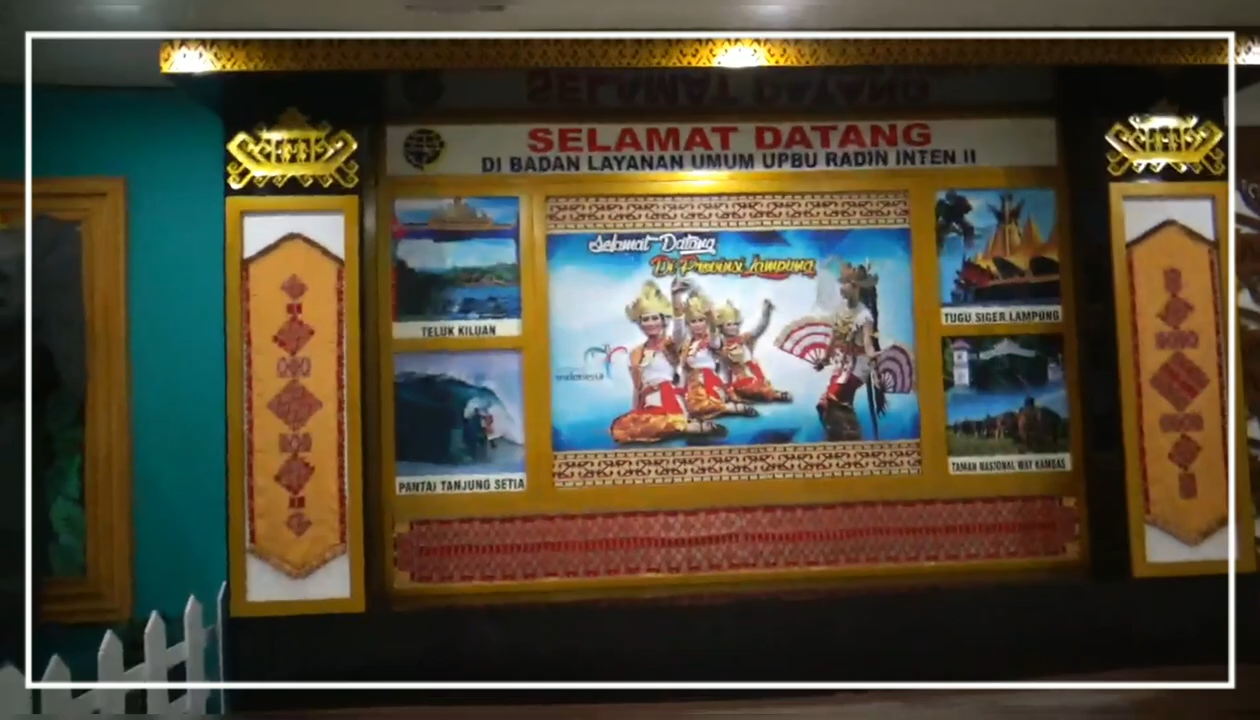 SELAMAT DATANG
DI BADAN LAYANAN UMUM UPBU RADIN INTEN II
Selamat Datang
Di Provinsi Lampung
TELUK KILUAN
TUGU SIGER LAMPUNG
indonesia
PANTAI TANJUNG SETIA
TAMAN NASIONAL WAY KAMBAS